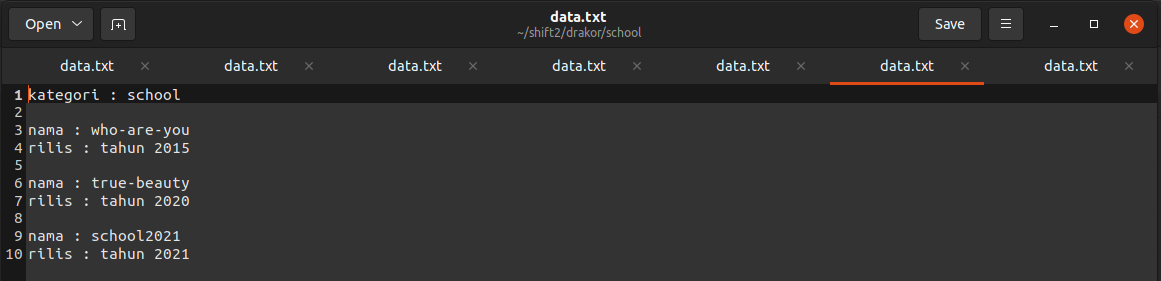 Open
data.txt
~/shift2/drakor/school
Save
data.txt data.txt data.txt data.txt data.txt data.txt data.txt
1 kategori : school
2
3 nama : who-are-you
4 rilis : tahun 2015
5
6 nama : true-beauty
7 rilis : tahun 2020
8
9 nama : school2021
10 rilis : tahun 2021